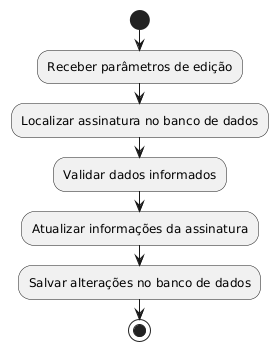 Receber parâmetros de edição
Localizar assinatura no banco de dados
Validar dados informados
Atualizar informações da assinatura
Salvar alterações no banco de dados